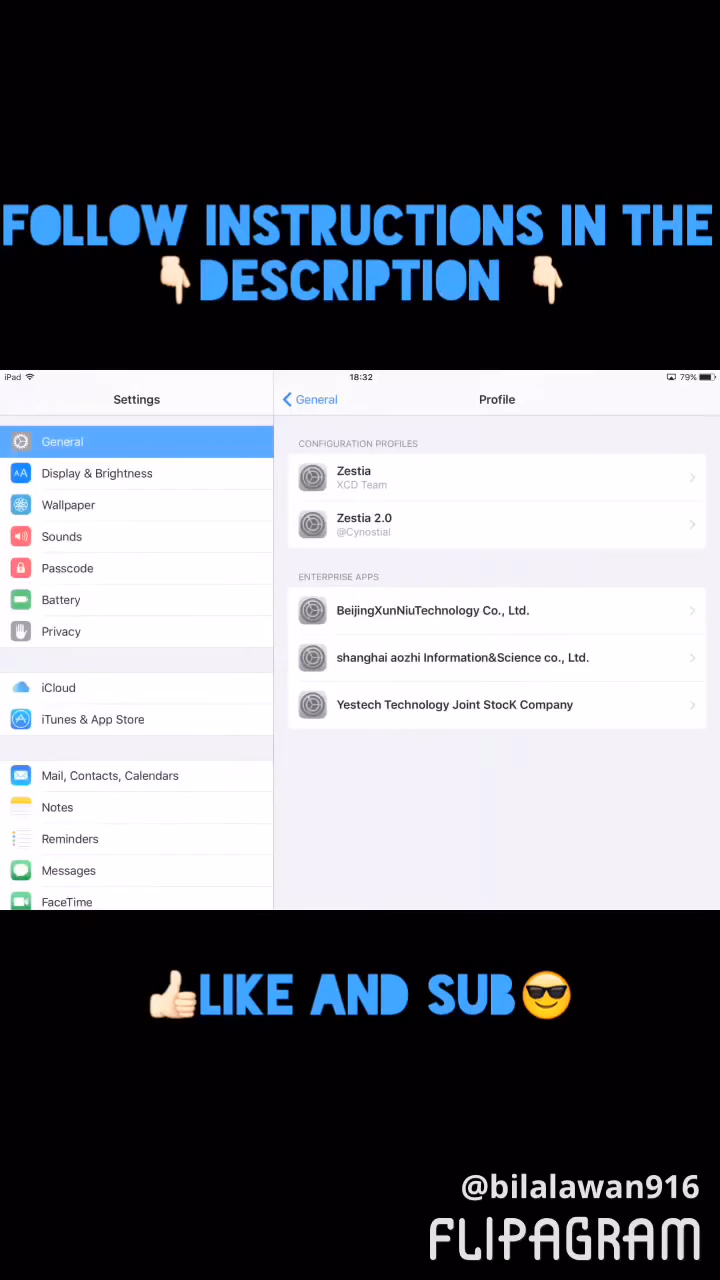 FOLLOW INSTRUCTIONS IN THE
👇🏻DESCRIPTION 👇🏻
iPad 18:32 79%
Settings
General
Display & Brightness
Wallpaper
Sounds
Passcode
Battery
Privacy
iCloud
iTunes & App Store
Mail, Contacts, Calendars
Notes
Reminders
Messages
FaceTime
General Profile
CONFIGURATION PROFILES
Zestia
XCD Team
Zestia 2.0
@Cynostial
ENTERPRISE APPS
BeijingXunNiuTechnology Co., Ltd.
shanghai aozhi Information&Science co., Ltd.
Yestech Technology Joint StocK Company
👍🏻LIKE AND SUB😎
@bilalawan916
FLIPAGRAM